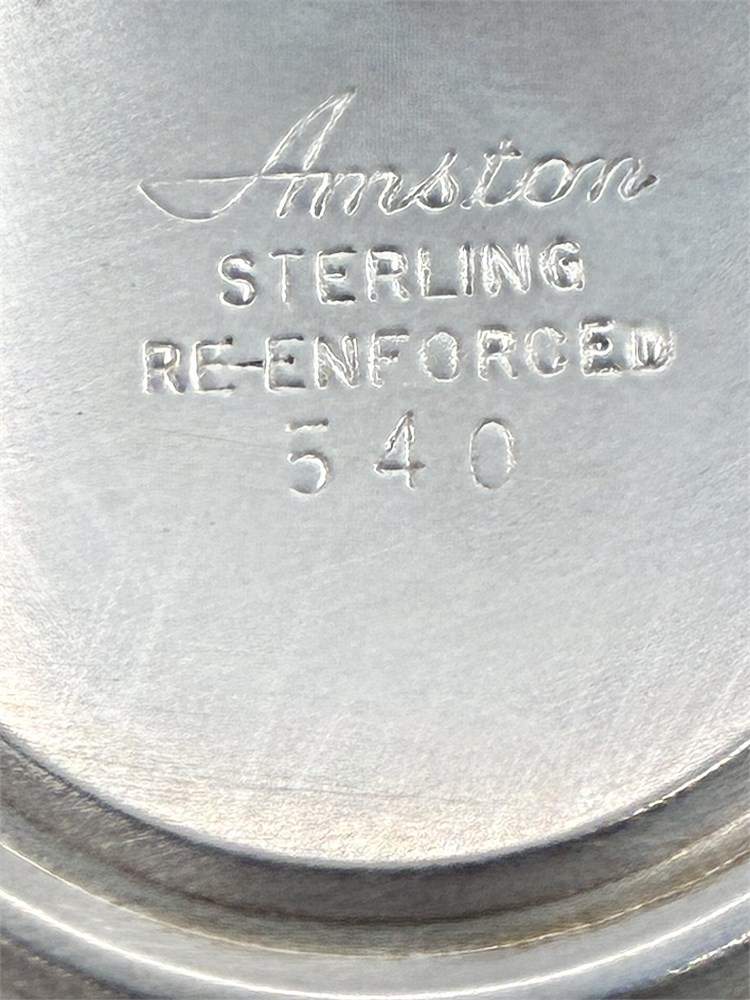 Amston
STERLING
RE-ENFORCED
540